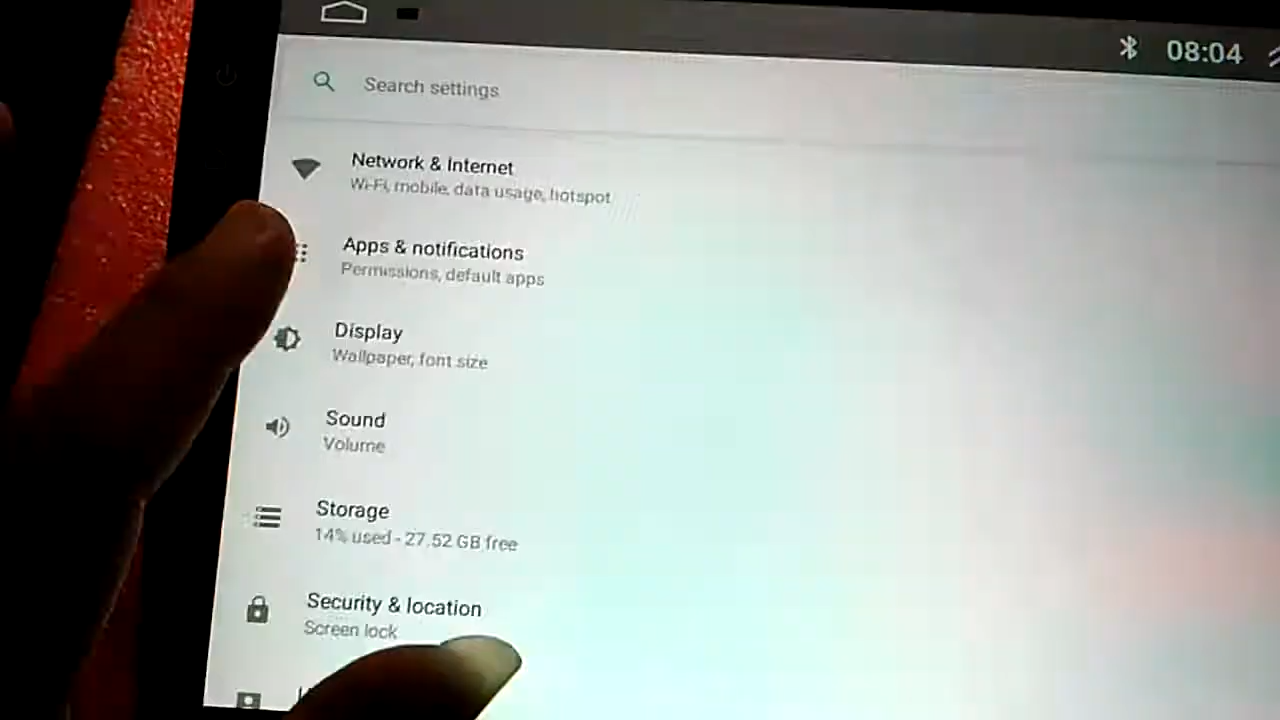 08:04
Search settings
Network & Internet
Wi-Fi, mobile, data usage, hotspot
Apps & notifications
Permissions, default apps
Display
Wallpaper, font size
Sound
Volume
Storage
14% used - 27.52 GB free
Security & location
Screen lock